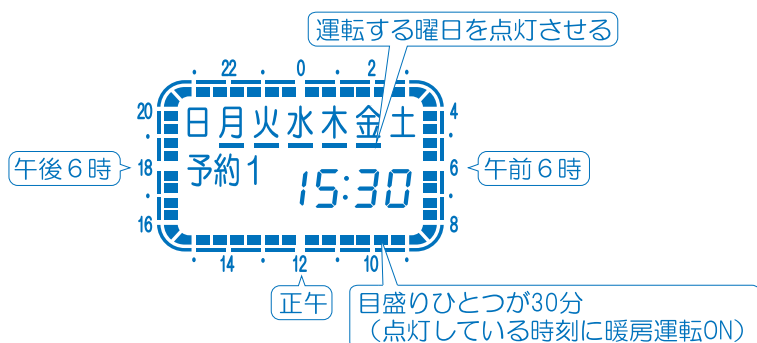 運転する曜日を点灯させる
22 0 2
20 日月火水木金土 4
午後6時 18 予約1 6 午前6時
15:30
16 8
14 12 10
正午
目盛りひとつが30分
(点灯している時刻に暖房運転ON)